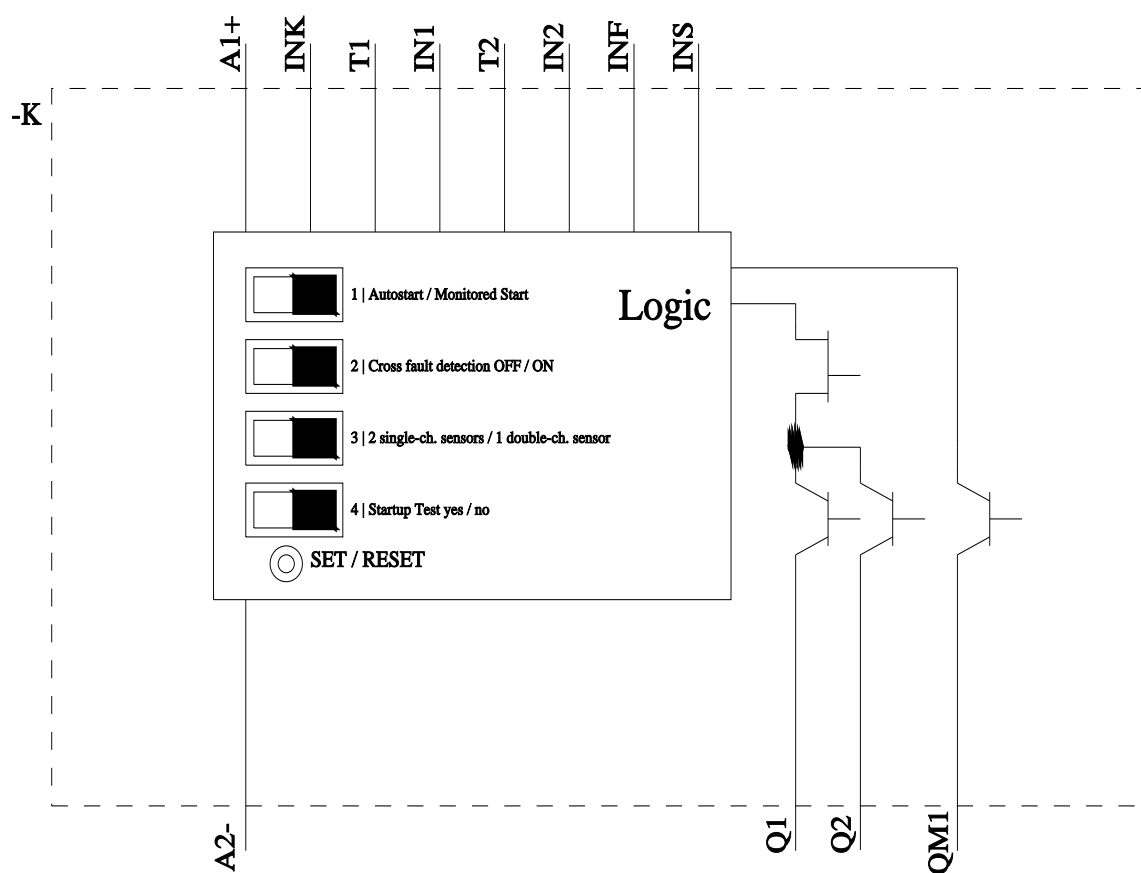 A1+
INK
T1
IN1
T2
IN2
INF
INS
-K
1 | Autostart / Monitored Start
Logic
2 | Cross fault detection OFF / ON
3 | 2 single-ch. sensors / 1 double-ch. sensor
4 | Startup Test yes / no
SET / RESET
A2-
Q1
Q2
QM1